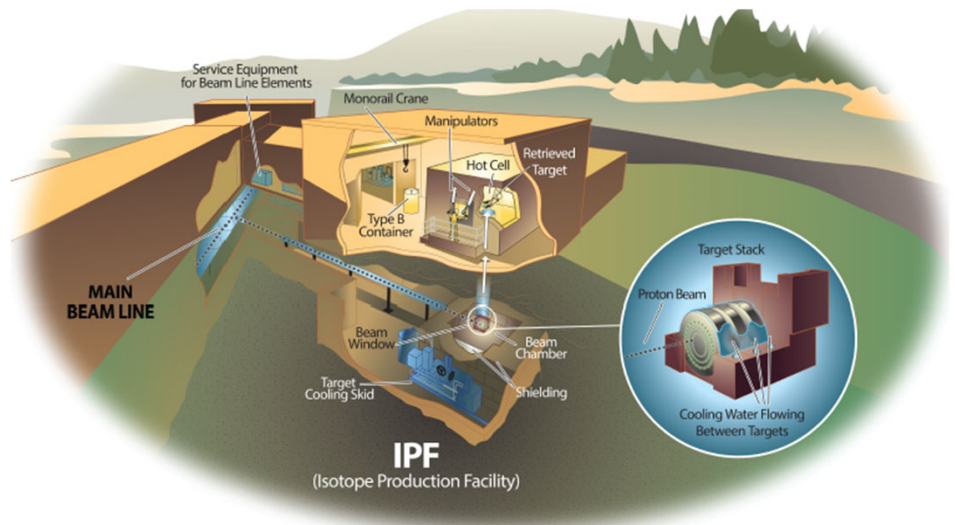 Service Equipment
for Beam Line Elements
Monorail Crane
Manipulators
Hot Cell
Retrieved
Target
Type B
Container
MAIN
BEAM LINE
Beam
Window
Beam
Chamber
Target
Cooling Skid
Shielding
Target Stack
Proton Beam
Cooling Water Flowing
Between Targets
IPF
(Isotope Production Facility)